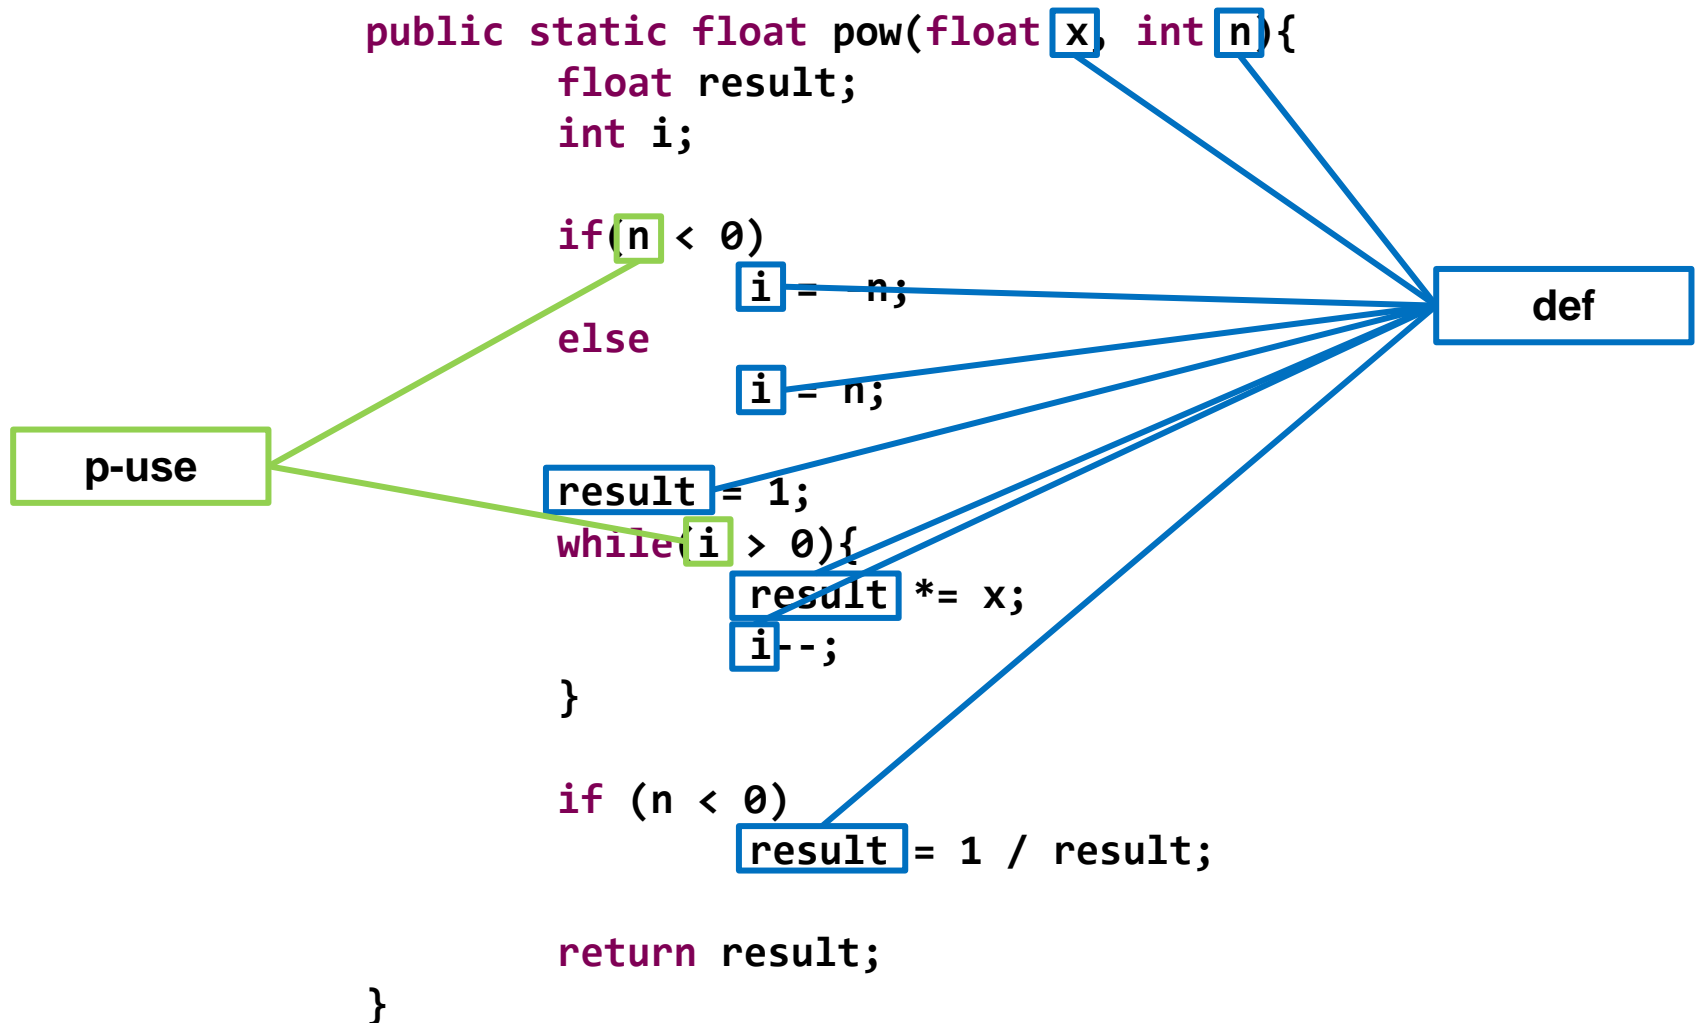 public static float pow(float x, int n){
float result;
int i;
if(n < 0)
i = -n;
def
else
i = n;
p-use
result = 1;
while(i > 0){
result *= x;
i--;
}
if (n < 0)
result = 1 / result;
return result;
}